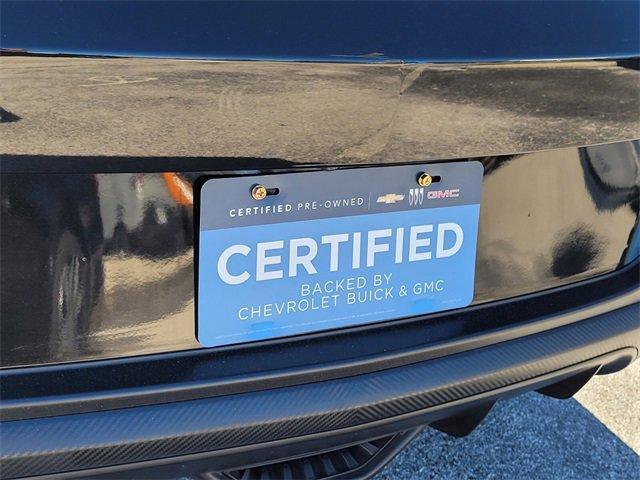 CERTIFIED PRE-OWNED GMC
CERTIFIED
BACKED BY
CHEVROLET BUICK & GMC